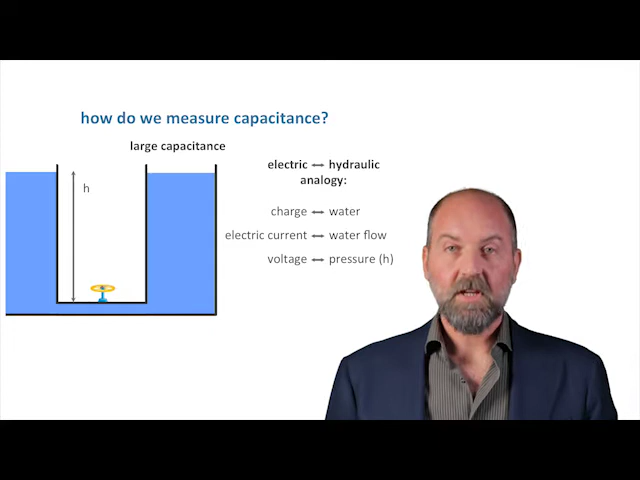 how do we measure capacitance?
large capacitance
h
electric ↔ hydraulic
analogy:
charge ↔ water
electric current ↔ water flow
voltage ↔ pressure (h)